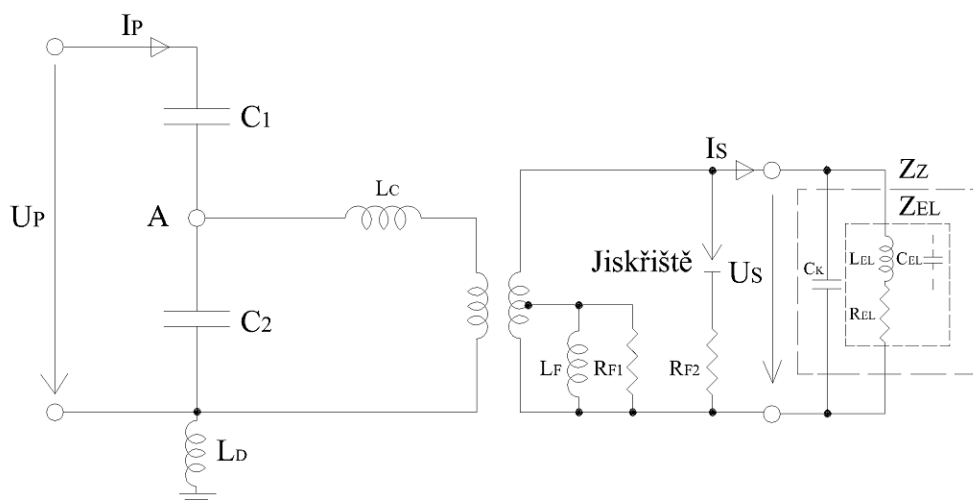 IP
C1
UP
A
LC
C2
LD
IS
ZZ
ZEL
Jiskřiště
US
CK
LEL
CEL
REL
LF
RF1
RF2